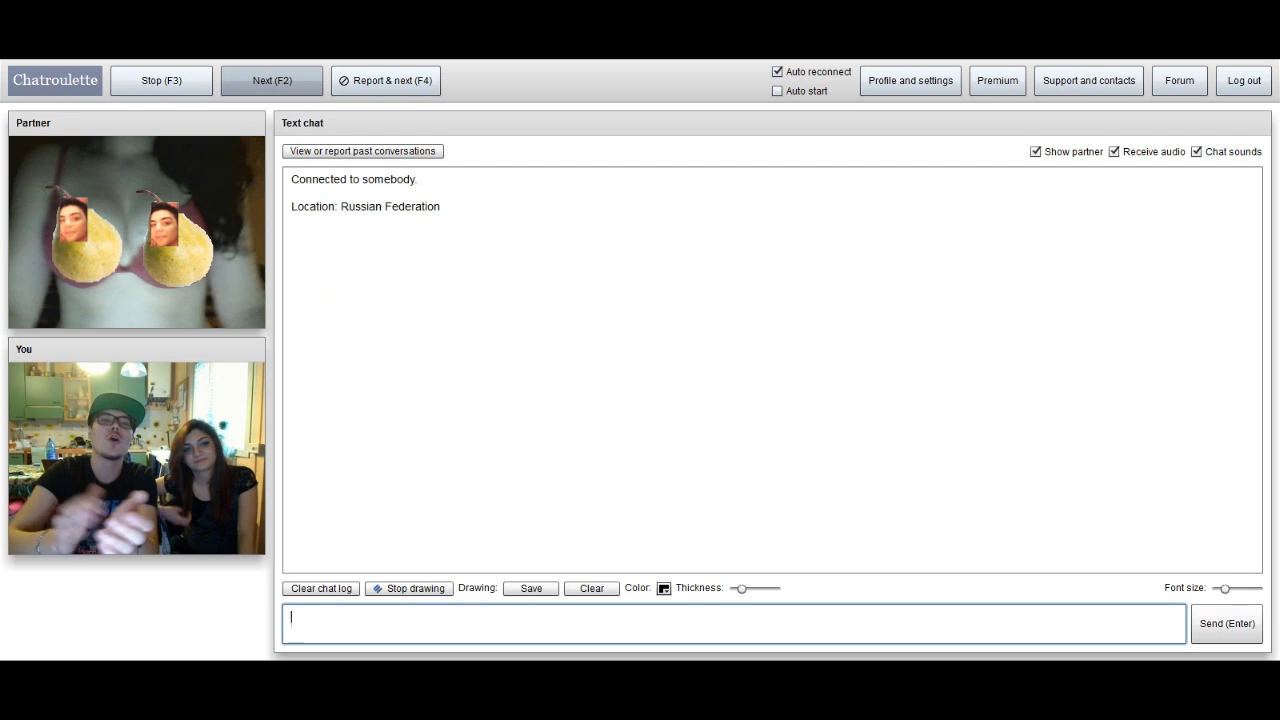 Chatroulette
Stop (F3)
Next (F2)
Report & next (F4)
Auto reconnect
Auto start
Profile and settings
Premium
Support and contacts
Forum
Log out
Partner
You
Text chat
View or report past conversations
Show partner
Receive audio
Chat sounds
Connected to somebody.
Location: Russian Federation
Clear chat log
Stop drawing
Drawing:
Save
Clear
Color:
Thickness:
Font size:
Send (Enter)